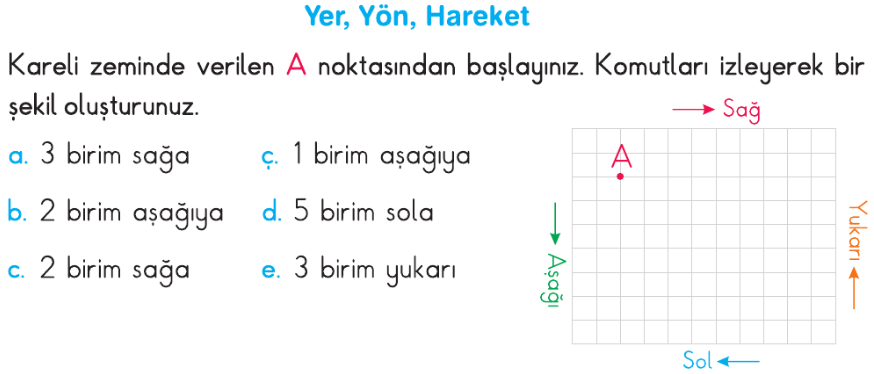 Yer, Yön, Hareket
Kareli zeminde verilen A noktasından başlayınız. Komutları izleyerek bir
şekil oluşturunuz.
a. 3 birim sağa
b. 2 birim aşağıya
c. 2 birim sağa
ç. 1 birim aşağıya
d. 5 birim sola
e. 3 birim yukarı
Sağ
A
Aşağı
Yukarı
Sol